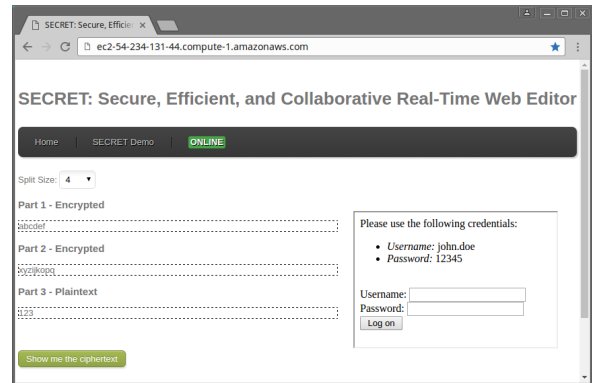 SECRET: Secure, Efficie
ec2-54-234-131-44.compute-1.amazonaws.com
SECRET: Secure, Efficient, and Collaborative Real-Time Web Editor
Home SECRET Demo ONLINE
Split Size: 4
Part 1 - Encrypted
abcdef
Part 2 - Encrypted
xyzijkopq
Part 3 - Plaintext
123
Show me the ciphertext
Please use the following credentials:
• Username: john.doe
• Password: 12345
Username:
Password:
Log on